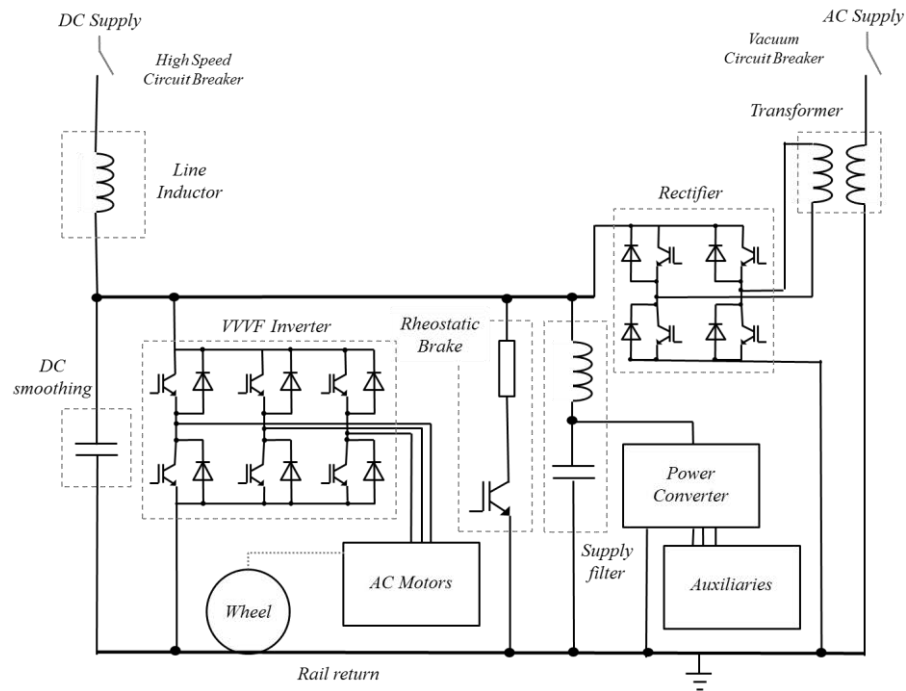 DC Supply
AC Supply
High Speed
Circuit Breaker
Vacuum
Circuit Breaker
Transformer
Line
Inductor
Rectifier
VVVF Inverter
Rheostatic
Brake
DC
smoothing
Power
Converter
Supply
filter
AC Motors
Auxiliaries
Wheel
Rail return